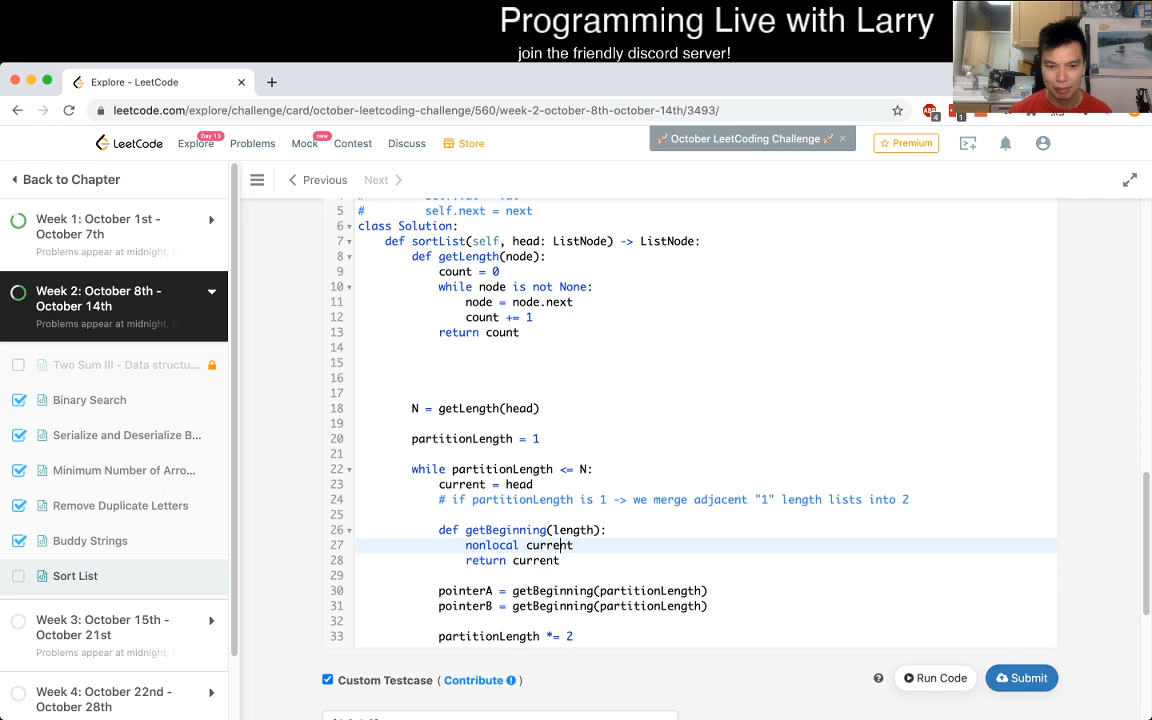 Programming Live with Larry
join the friendly discord server!
Explore - LeetCode
leetcode.com/explore/challenge/card/october-leetcoding-challenge/560/week-2-october-8th-october-14th/3493/
4
1
LeetCode
Explore
Day 13
Problems
Mock
new
Contest
Discuss
Store
October LeetCoding Challenge
Premium
Back to Chapter
Previous
Next
Week 1: October 1st -
October 7th
Problems appear at midnight,
Week 2: October 8th -
October 14th
Problems appear at midnight,
Two Sum III - Data structu...
Binary Search
Serialize and Deserialize B...
Minimum Number of Arro...
Remove Duplicate Letters
Buddy Strings
Sort List
Week 3: October 15th -
October 21st
Problems appear at midnight,
Week 4: October 22nd -
October 28th
5 # self.next = next
6 class Solution:
7 def sortList(self, head: ListNode) -> ListNode:
8 def getLength(node):
9 count = 0
10 while node is not None:
11 node = node.next
12 count += 1
13 return count
14
15
16
17
18 N = getLength(head)
19
20 partitionLength = 1
21
22 while partitionLength <= N:
23 current = head
24 # if partitionLength is 1 -> we merge adjacent "1" length lists into 2
25
26 def getBeginning(length):
27 nonlocal current
28 return current
29
30 pointerA = getBeginning(partitionLength)
31 pointerB = getBeginning(partitionLength)
32
33 partitionLength *= 2
Custom Testcase ( Contribute )
Run Code
Submit